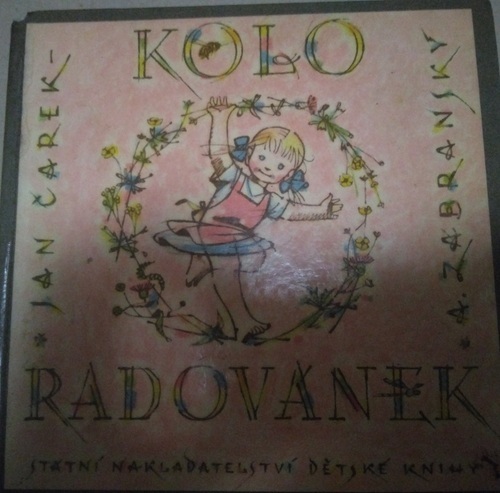 KOLO
JAN ČAREK -
A. ZÁBRANSKÝ
RADOVÁNEK
STÁTNÍ NAKLADATELSTVÍ DĚTSKÉ KNIHY